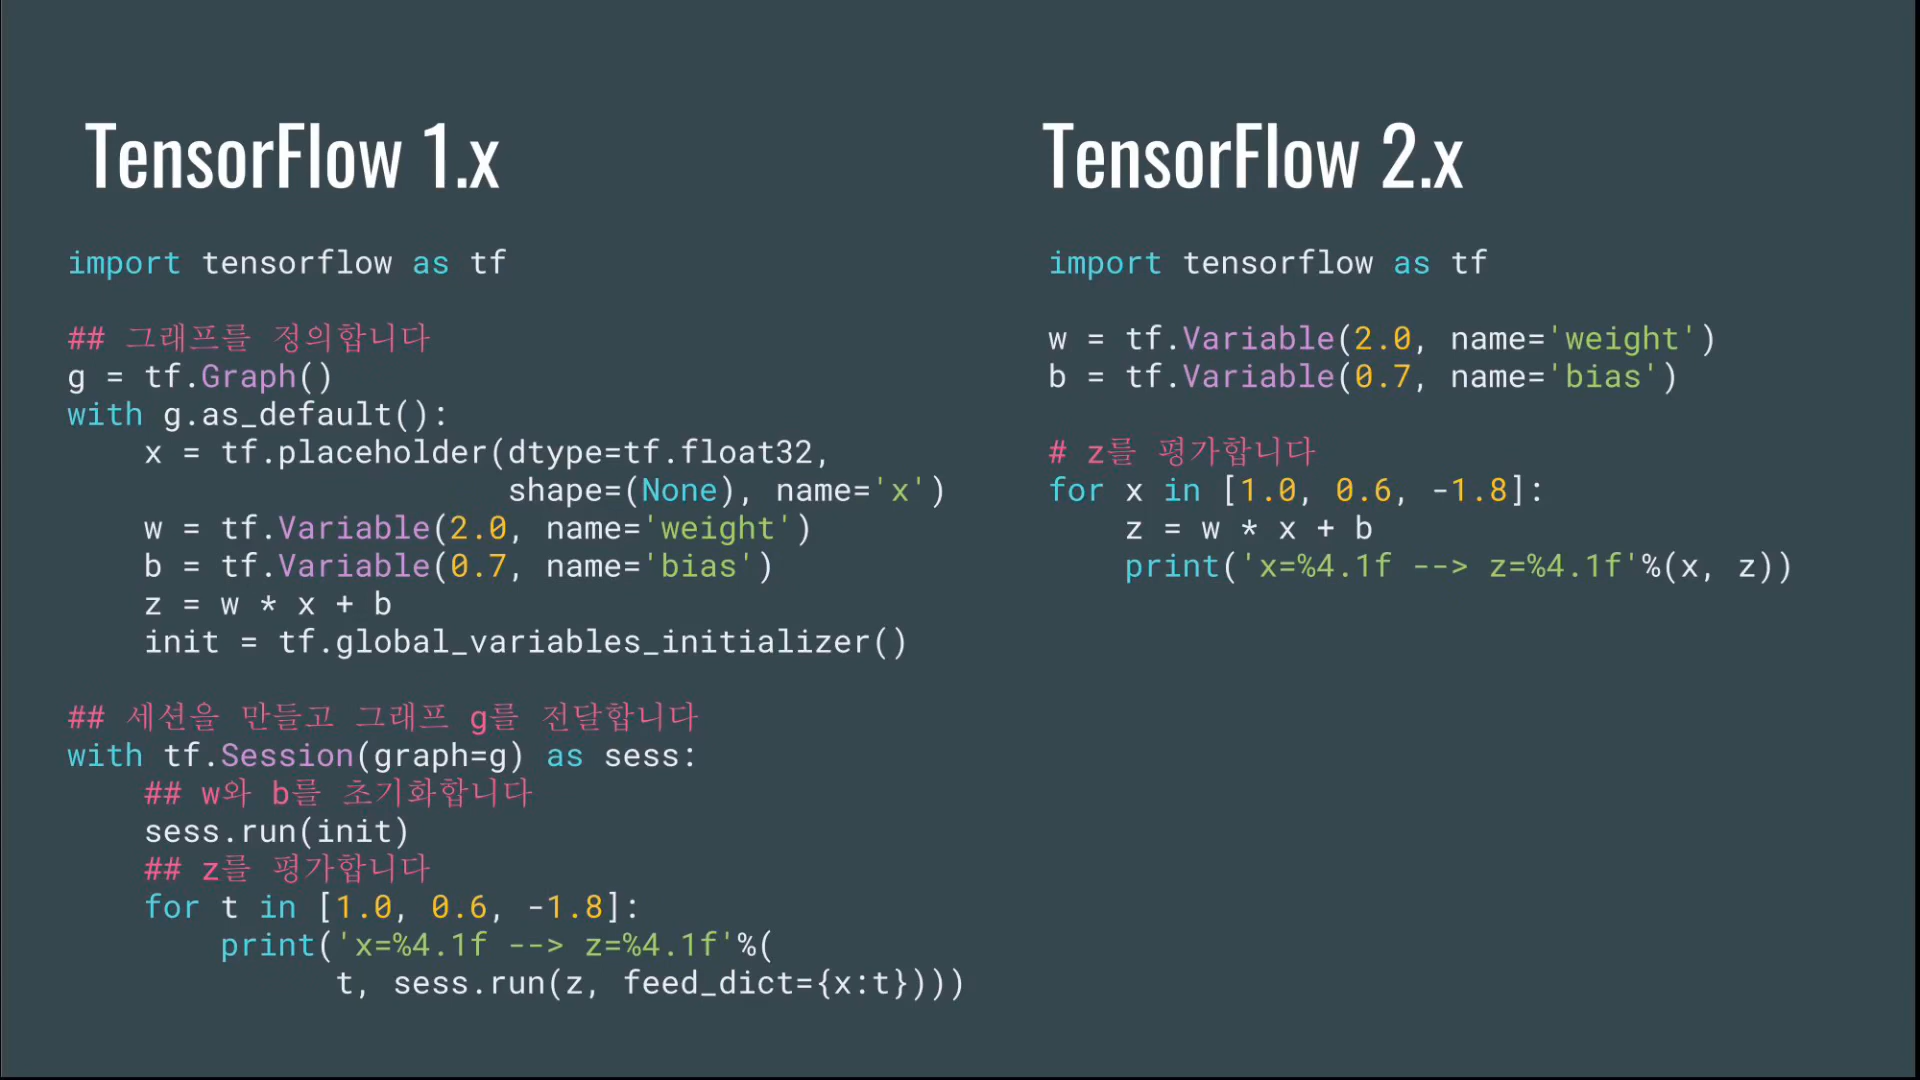 TensorFlow 1.x
import tensorflow as tf
## 그래프를 정의합니다
g = tf.Graph()
with g.as_default():
    x = tf.placeholder(dtype=tf.float32,
                       shape=(None), name='x')
    w = tf.Variable(2.0, name='weight')
    b = tf.Variable(0.7, name='bias')
    z = w * x + b
    init = tf.global_variables_initializer()
## 세션을 만들고 그래프 g를 전달합니다
with tf.Session(graph=g) as sess:
    ## w와 b를 초기화합니다
    sess.run(init)
    ## z를 평가합니다
    for t in [1.0, 0.6, -1.8]:
        print('x=%4.1f --> z=%4.1f'%(
              t, sess.run(z, feed_dict={x:t})))
TensorFlow 2.x
import tensorflow as tf
w = tf.Variable(2.0, name='weight')
b = tf.Variable(0.7, name='bias')
# z를 평가합니다
for x in [1.0, 0.6, -1.8]:
    z = w * x + b
    print('x=%4.1f --> z=%4.1f'%(x, z))